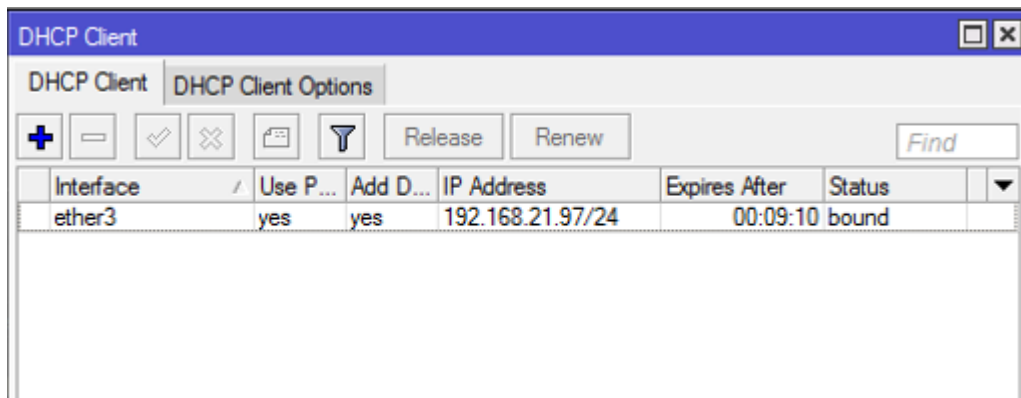 DHCP Client
DHCP Client DHCP Client Options
Release Renew Find
Interface Use P... Add D... IP Address Expires After Status
ether3 yes yes 192.168.21.97/24 00:09:10 bound